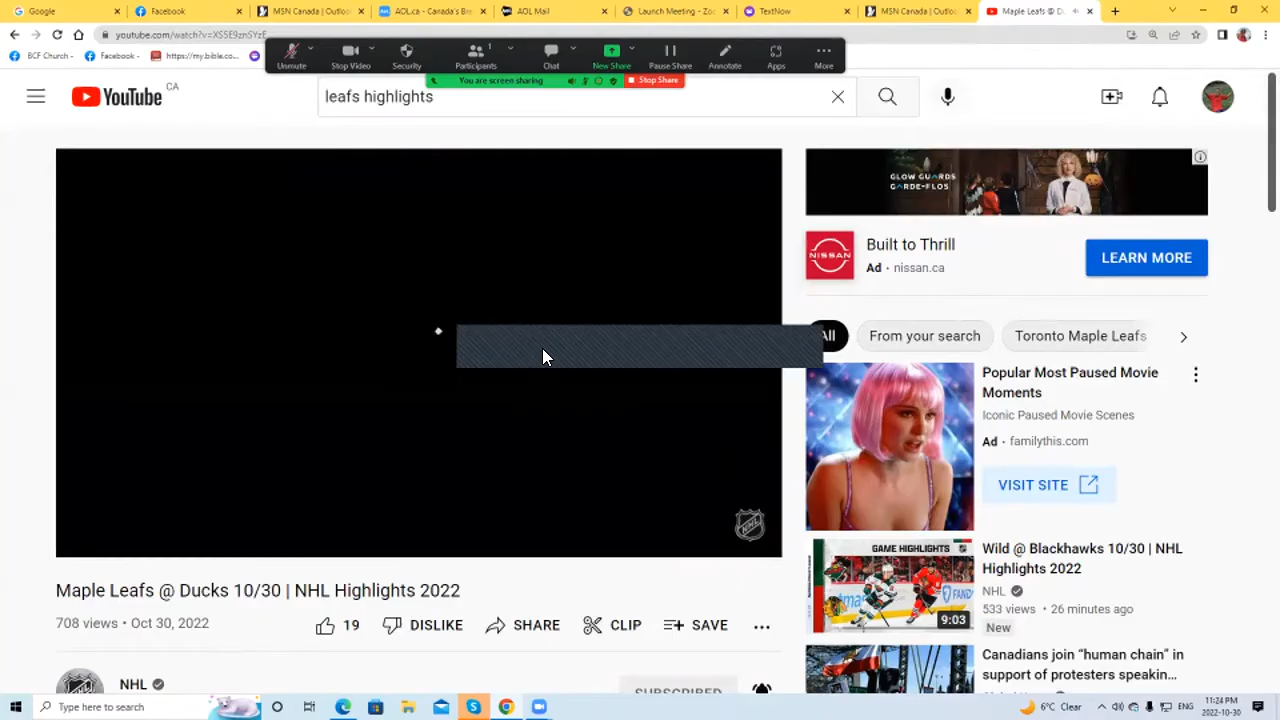 Google
Facebook
MSN Canada | Outloo
AOL.ca - Canada's Bre
AOL Mail
Launch Meeting - Zoo
TextNow
MSN Canada | Outloo
Maple Leafs @ Du
youtube.com/watch?v=XS5E9znSYzE
BCF Church -
Facebook -
https://my.bible.co...
Unmute
Stop Video
Security
Participants
1
Chat
New Share
Pause Share
Annotate
Apps
More
You are screen sharing
Stop Share
YouTube
CA
leafs highlights
GLOW GUARDS
GARDE-FLOS
Built to Thrill
Ad • nissan.ca
LEARN MORE
All
From your search
Toronto Maple Leafs
Popular Most Paused Movie
Moments
Iconic Paused Movie Scenes
Ad • familythis.com
VISIT SITE
NHL
Maple Leafs @ Ducks 10/30 | NHL Highlights 2022
708 views • Oct 30, 2022
19
DISLIKE
SHARE
CLIP
SAVE
GAME HIGHLIGHTS
9:03
Wild @ Blackhawks 10/30 | NHL
Highlights 2022
NHL
533 views • 26 minutes ago
New
Canadians join “human chain” in
support of protesters speakin...
NHL
SUBSCRIBED
Type here to search
6°C Clear
ENG
11:24 PM
2022-10-30